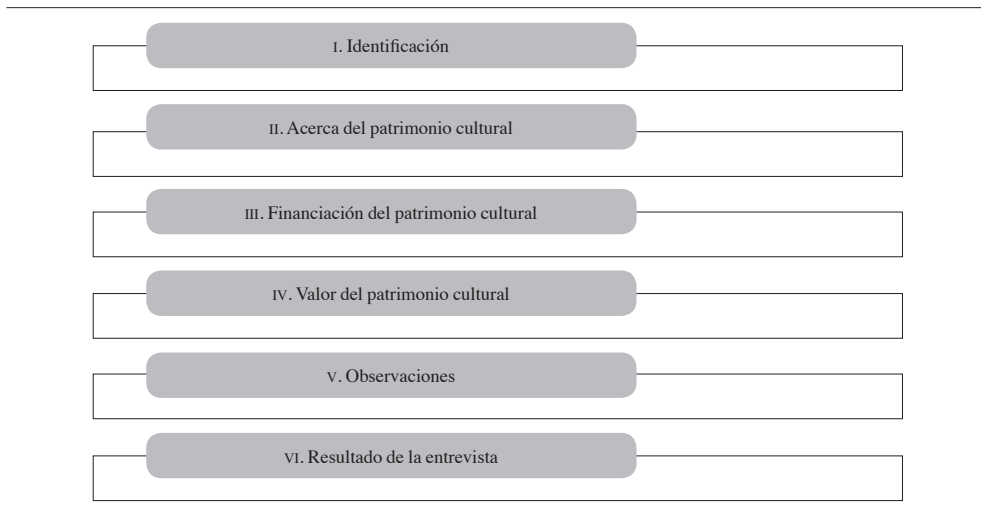 I. Identificación
II. Acerca del patrimonio cultural
III. Financiación del patrimonio cultural
IV. Valor del patrimonio cultural
V. Observaciones
VI. Resultado de la entrevista